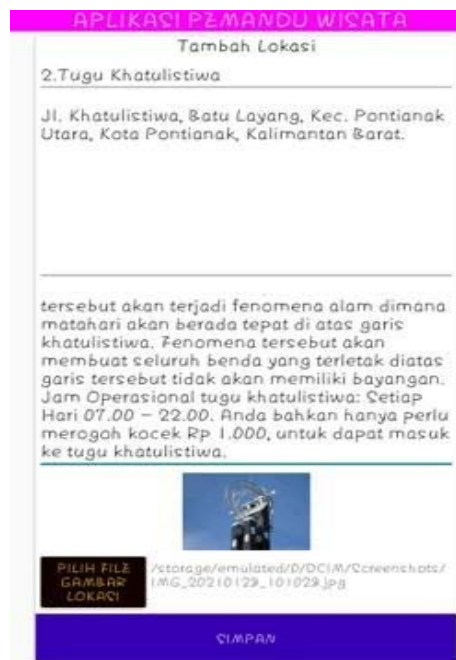 APLIKASI PEMANDU WISATA
Tambah Lokasi
2.Tugu Khatulistiwa
Jl. Khatulistiwa, Batu Layang, Kec. Pontianak
Utara, Kota Pontianak, Kalimantan Barat.
tersebut akan terjadi fenomena alam dimana
matahari akan berada tepat di atas garis
khatulistiwa. Fenomena tersebut akan
membuat seluruh benda yang terletak diatas
garis tersebut tidak akan memiliki bayangan.
Jam Operasional tugu khatulistiwa: Setiap
Hari 07.00 – 22.00. Anda bahkan hanya perlu
merogoh kocek Rp 1.000, untuk dapat masuk
ke tugu khatulistiwa.
PILIH FILE
GAMBAR
LOKASI
/storage/emulated/0/DCIM/Screenshots/
IMG_20210129_101029.jpg
SIMPAN